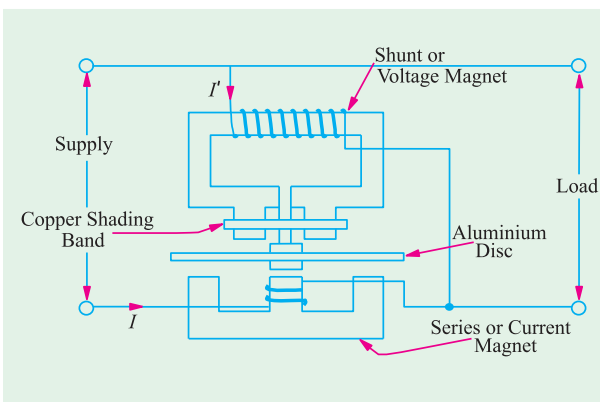 Shunt or
Voltage Magnet
I'
Supply
Load
Copper Shading
Band
Aluminium
Disc
I
Series or Current
Magnet